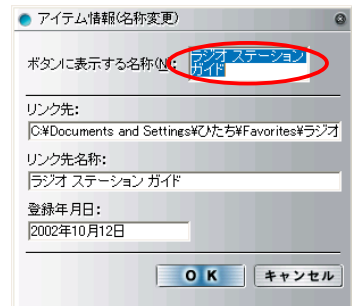 アイテム情報(名称変更)
ボタンに表示する名称(N): ラジオ ステーション
ガイド
リンク先:
C:¥Documents and Settings¥ひたち¥Favorites¥ラジオ
リンク先名称:
ラジオ ステーション ガイド
登録年月日:
2002年10月12日
OK キャンセル